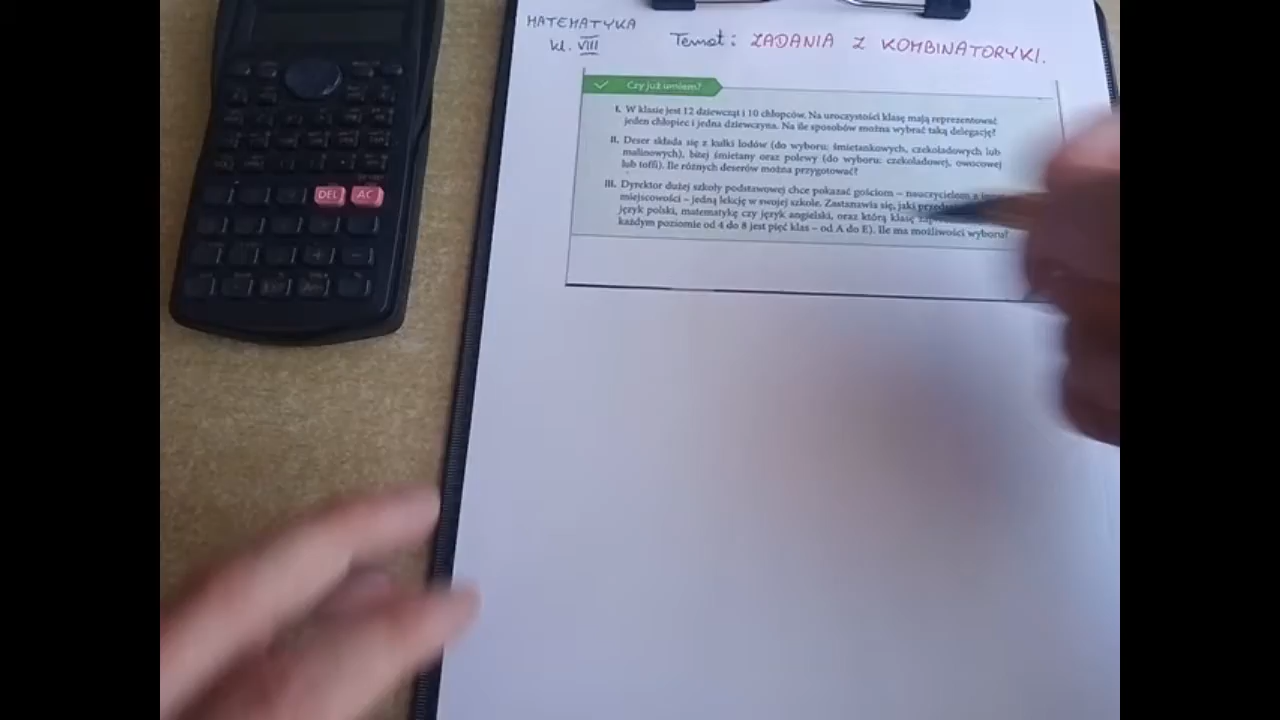 MATEMATYKA
kl. VIII
Temat: ZADANIA Z KOMBINATORYKI.
Czy już umiem?
I. W klasie jest 12 dziewcząt i 10 chłopców. Na uroczystości klasę mają reprezentować
jeden chłopiec i jedna dziewczyna. Na ile sposobów można wybrać taką delegację?
II. Deser składa się z kulki lodów (do wyboru: śmietankowych, czekoladowych lub
malinowych), bitej śmietany oraz polewy (do wyboru: czekoladowej, owocowej
lub toffi). Ile różnych deserów można przygotować?
III. Dyrektor dużej szkoły podstawowej chce pokazać gościom – nauczycielom z
miejscowości – jedną lekcję w swojej szkole. Zastanawia się, jaki
język polski, matematykę czy język angielski, oraz którą klasę
każdym poziomie od 4 do 8 jest pięć klas – od A do E). Ile ma możliwości wyboru?
DEL AC